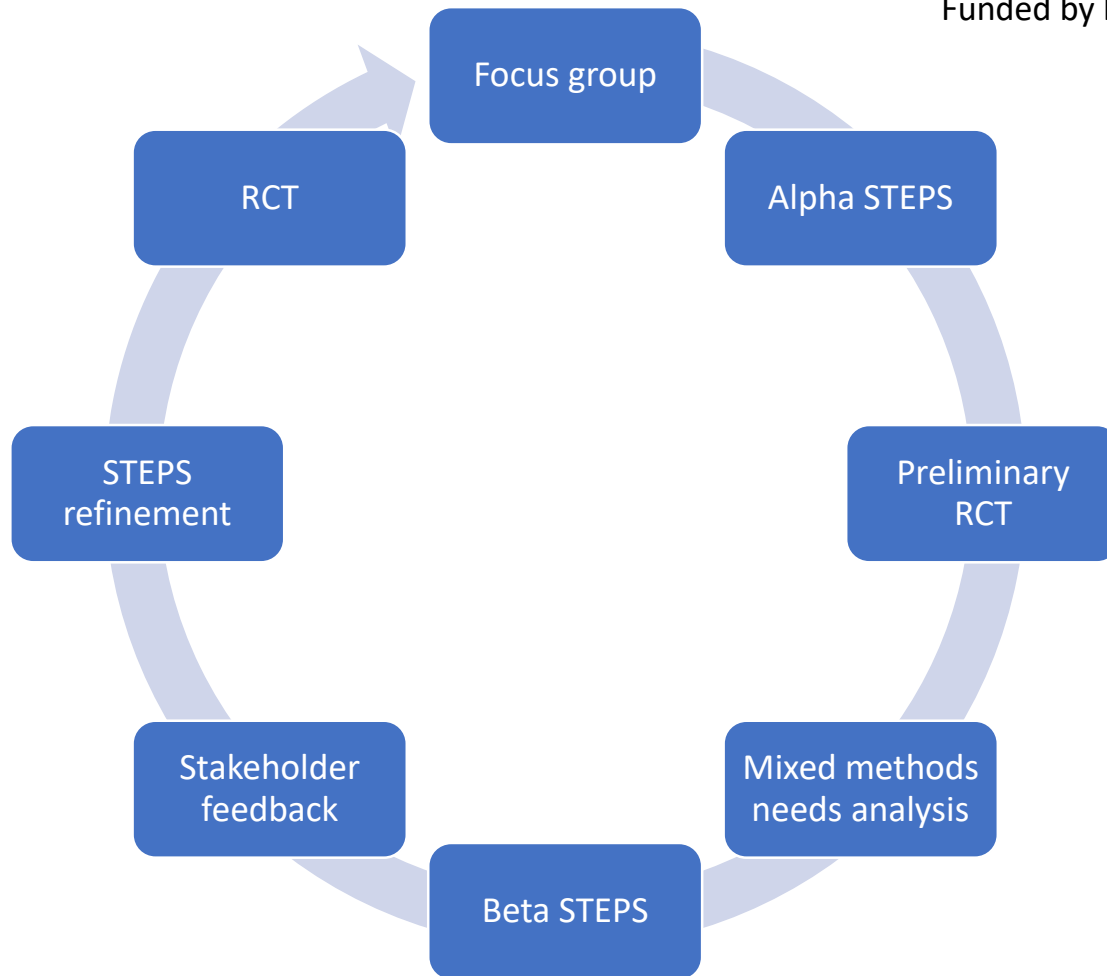 Funded by
Focus group
Alpha STEPS
Preliminary
RCT
Mixed methods
needs analysis
Beta STEPS
Stakeholder
feedback
STEPS
refinement
RCT